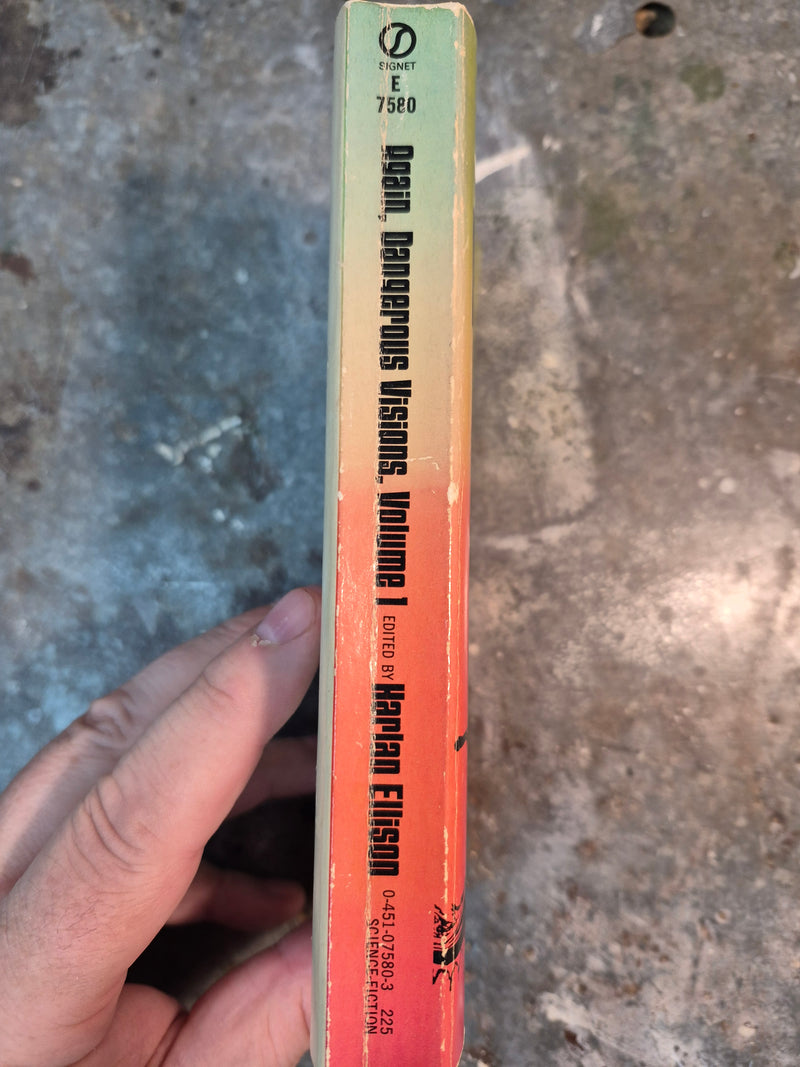 SIGNET
E
7580
Again, Dangerous Visions, Volume 1 EDITED BY Harlan Ellison 0-451-07580-3 225
SCIENCE FICTION